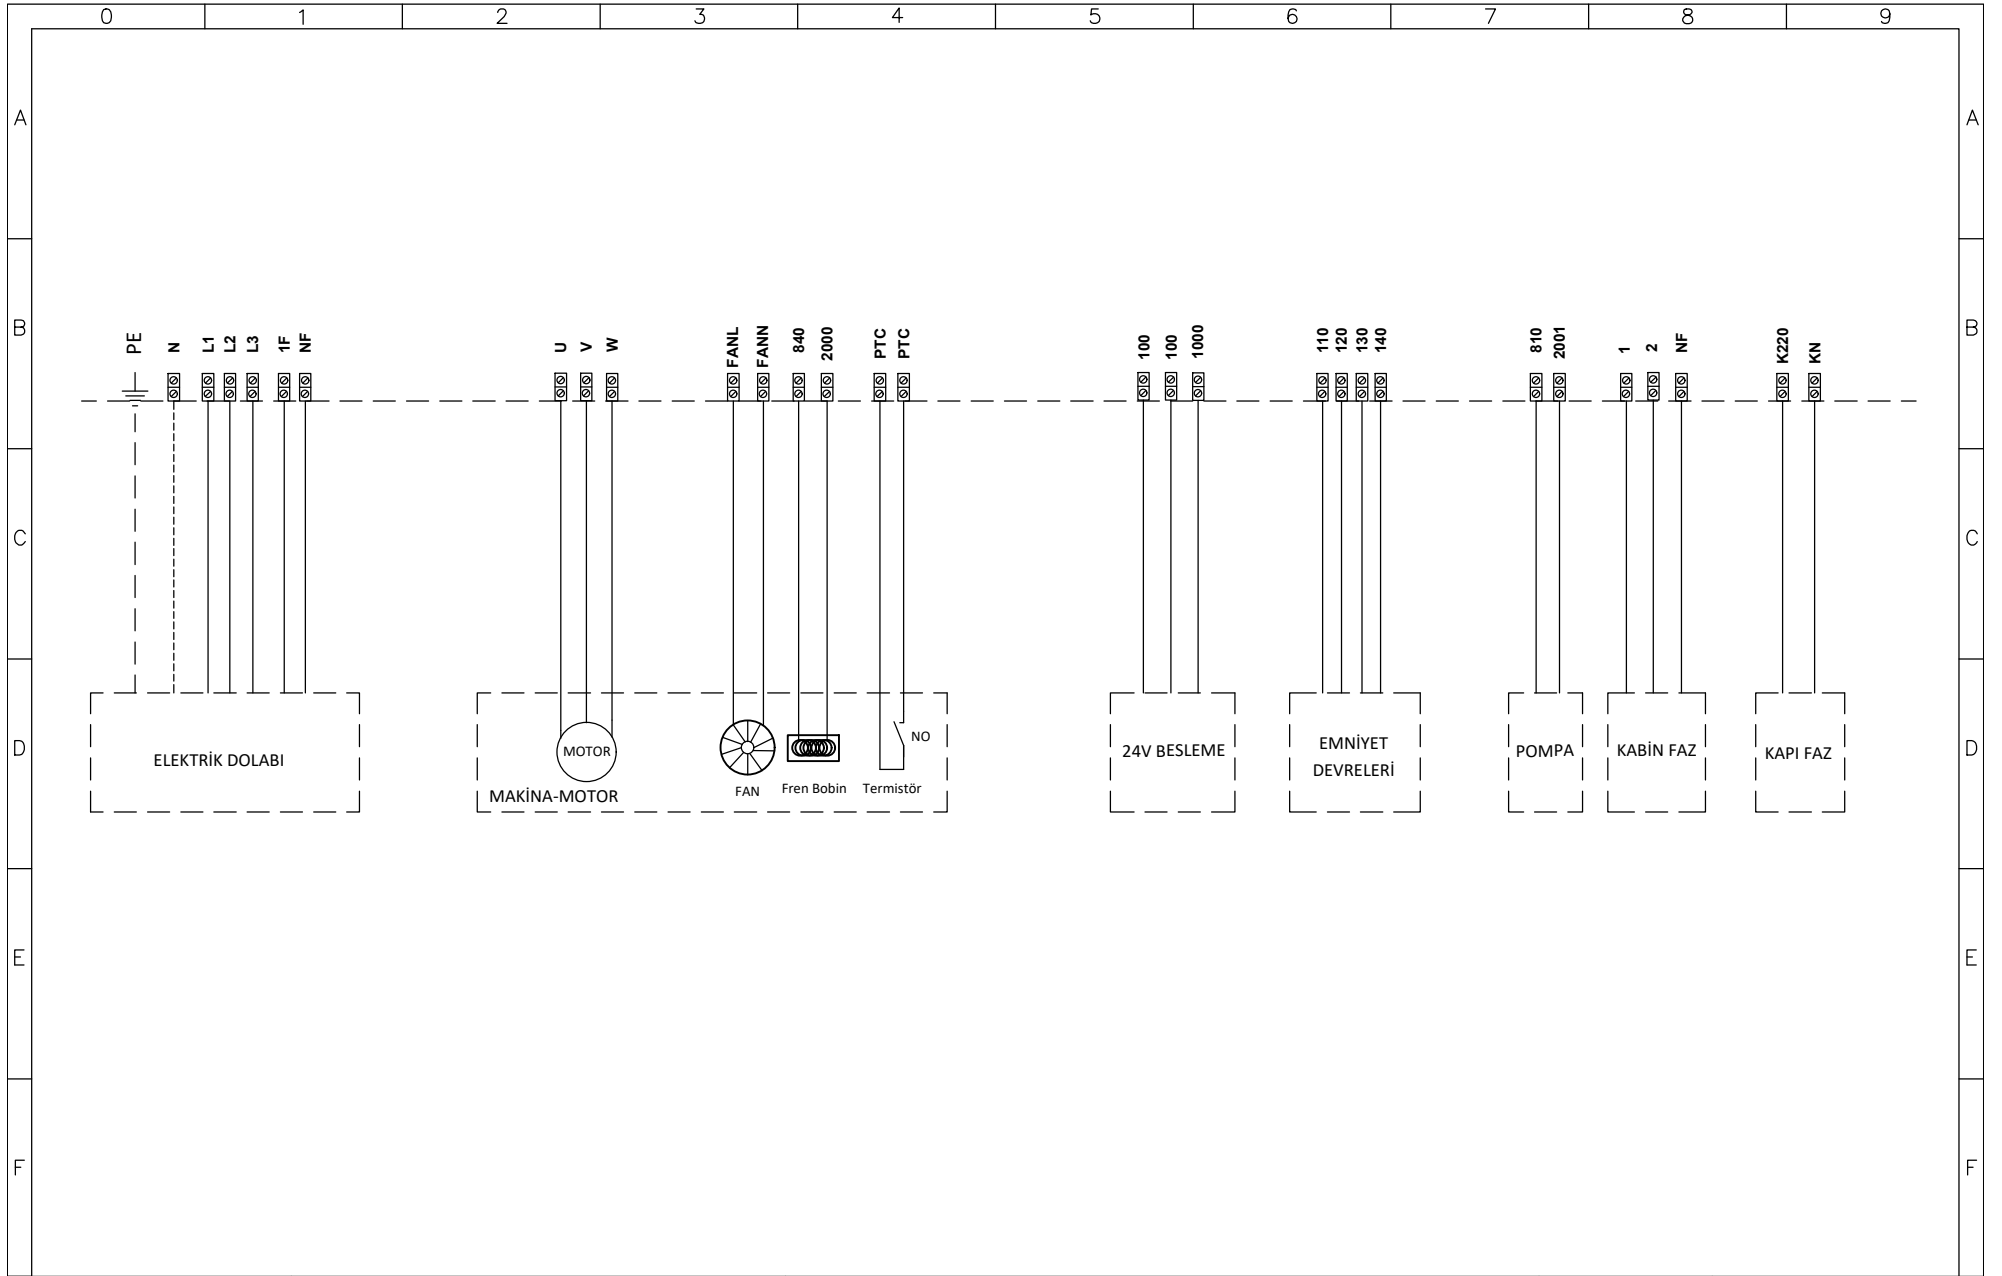 0 1 2 3 4 5 6 7 8 9
A A
B B
PE N L1 L2 L3 1F NF U V W FANL FANN 840 2000 PTC PTC 100 100 1000 110 120 130 140 810 2001 1 2 NF K220 KN
C C
D D
ELEKTRİK DOLABI
MOTOR
MAKİNA-MOTOR
FAN
Fren Bobin
Termistör
NO
24V BESLEME
EMNİYET
DEVRELERİ
POMPA
KABİN FAZ
KAPI FAZ
E E
F F